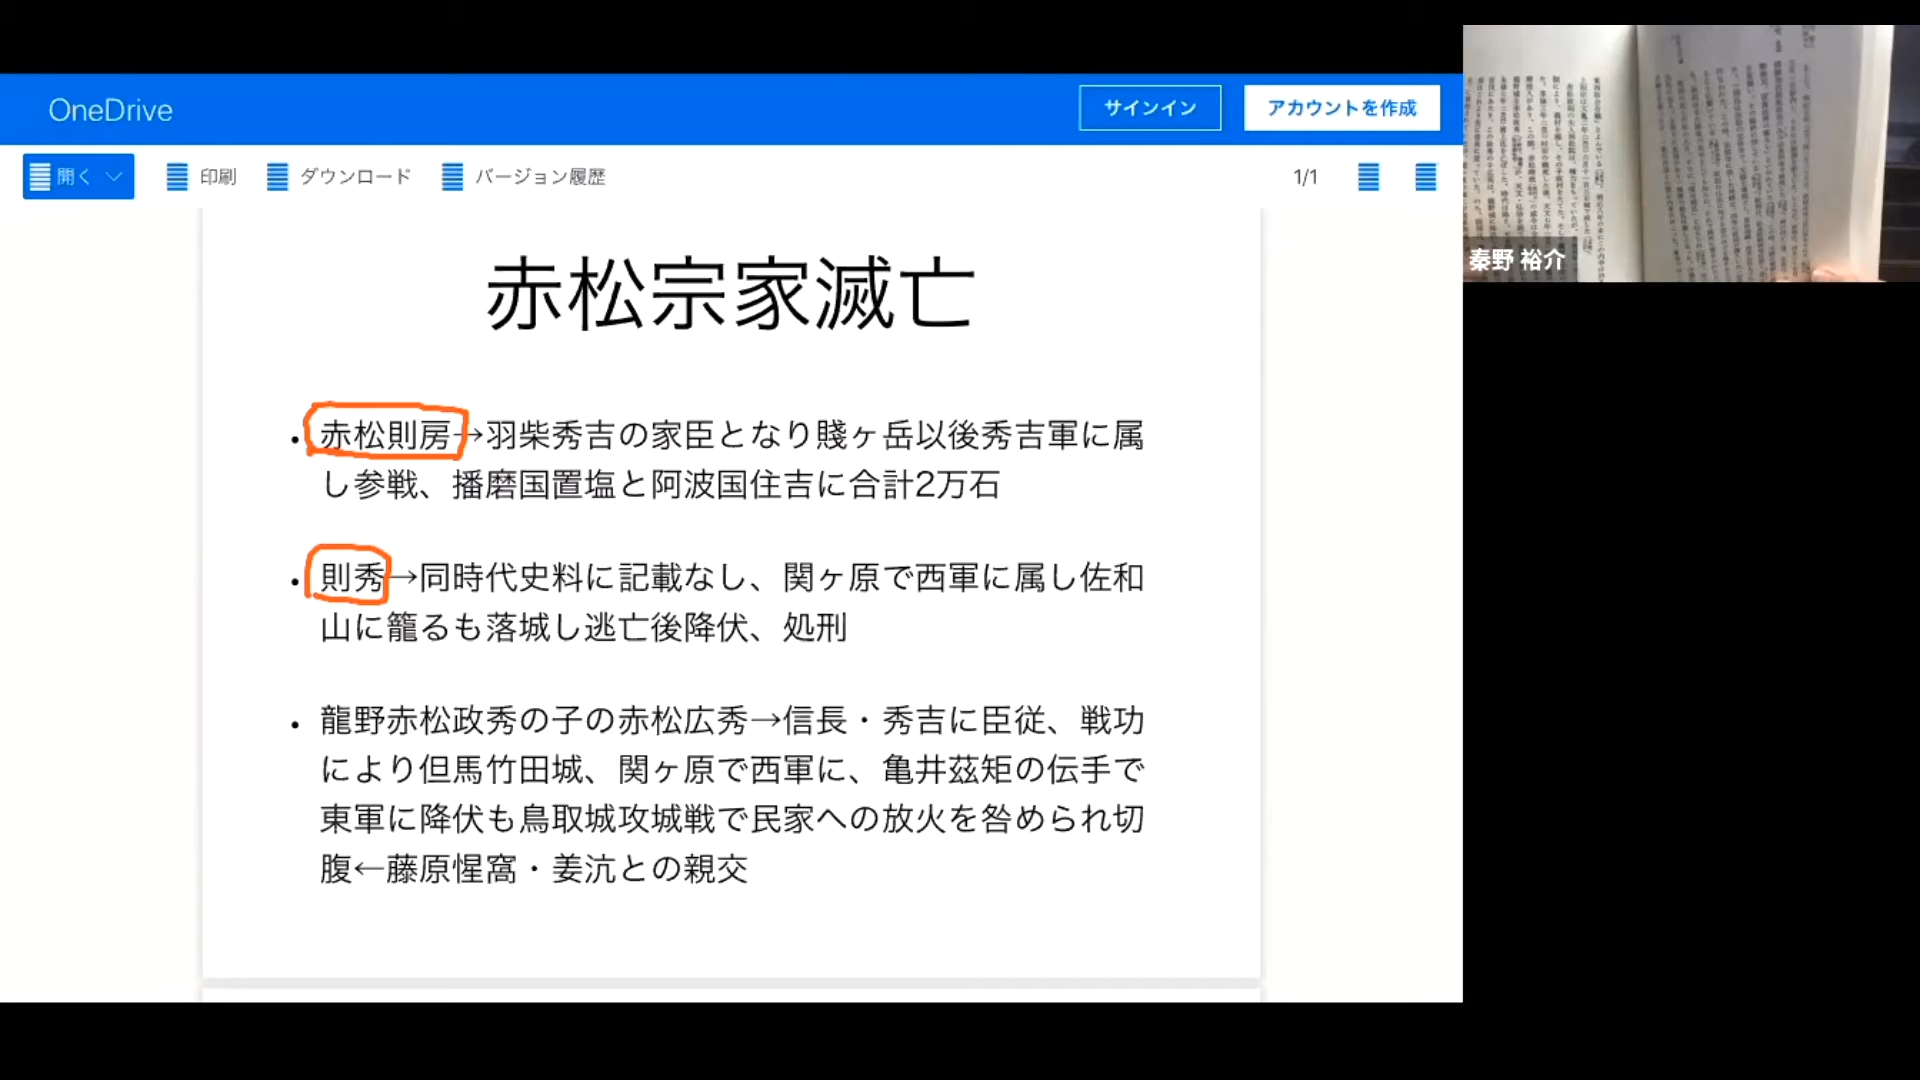 OneDrive
サインイン
アカウントを作成
開く
印刷
ダウンロード
バージョン履歴
1/1
赤松宗家滅亡
• 赤松則房→羽柴秀吉の家臣となり賤ヶ岳以後秀吉軍に属
し参戦、播磨国置塩と阿波国住吉に合計2万石
• 則秀→同時代史料に記載なし、関ヶ原で西軍に属し佐和
山に籠るも落城し逃亡後降伏、処刑
• 龍野赤松政秀の子の赤松広秀→信長・秀吉に臣従、戦功
により但馬竹田城、関ヶ原で西軍に、亀井茲矩の伝手で
東軍に降伏も鳥取城攻城戦で民家への放火を咎められ切
腹←藤原惺窩・姜沆との親交
秦野 裕介